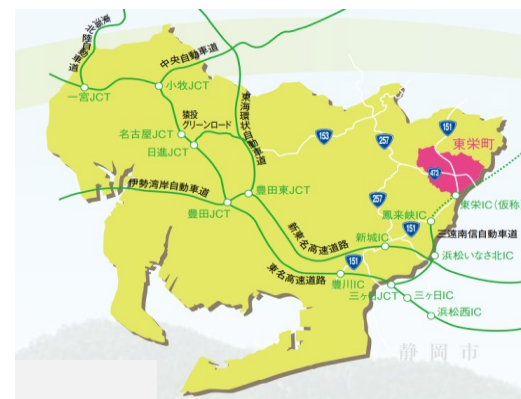 東海北陸自動車道
中央自動車道
一宮JCT
小牧JCT
猿投
グリーンロード
東海環状自動車道
名古屋JCT
日進JCT
153
257
151
東栄町
473
伊勢湾岸自動車道
豊田東JCT
豊田JCT
257
東栄IC(仮称)
鳳来峡IC
151
三遠南信自動車道
新東名高速道路
新城IC
浜松いなさ北IC
東名高速道路
151
豊川IC
三ヶ日JCT
三ヶ日IC
浜松西IC
静岡市